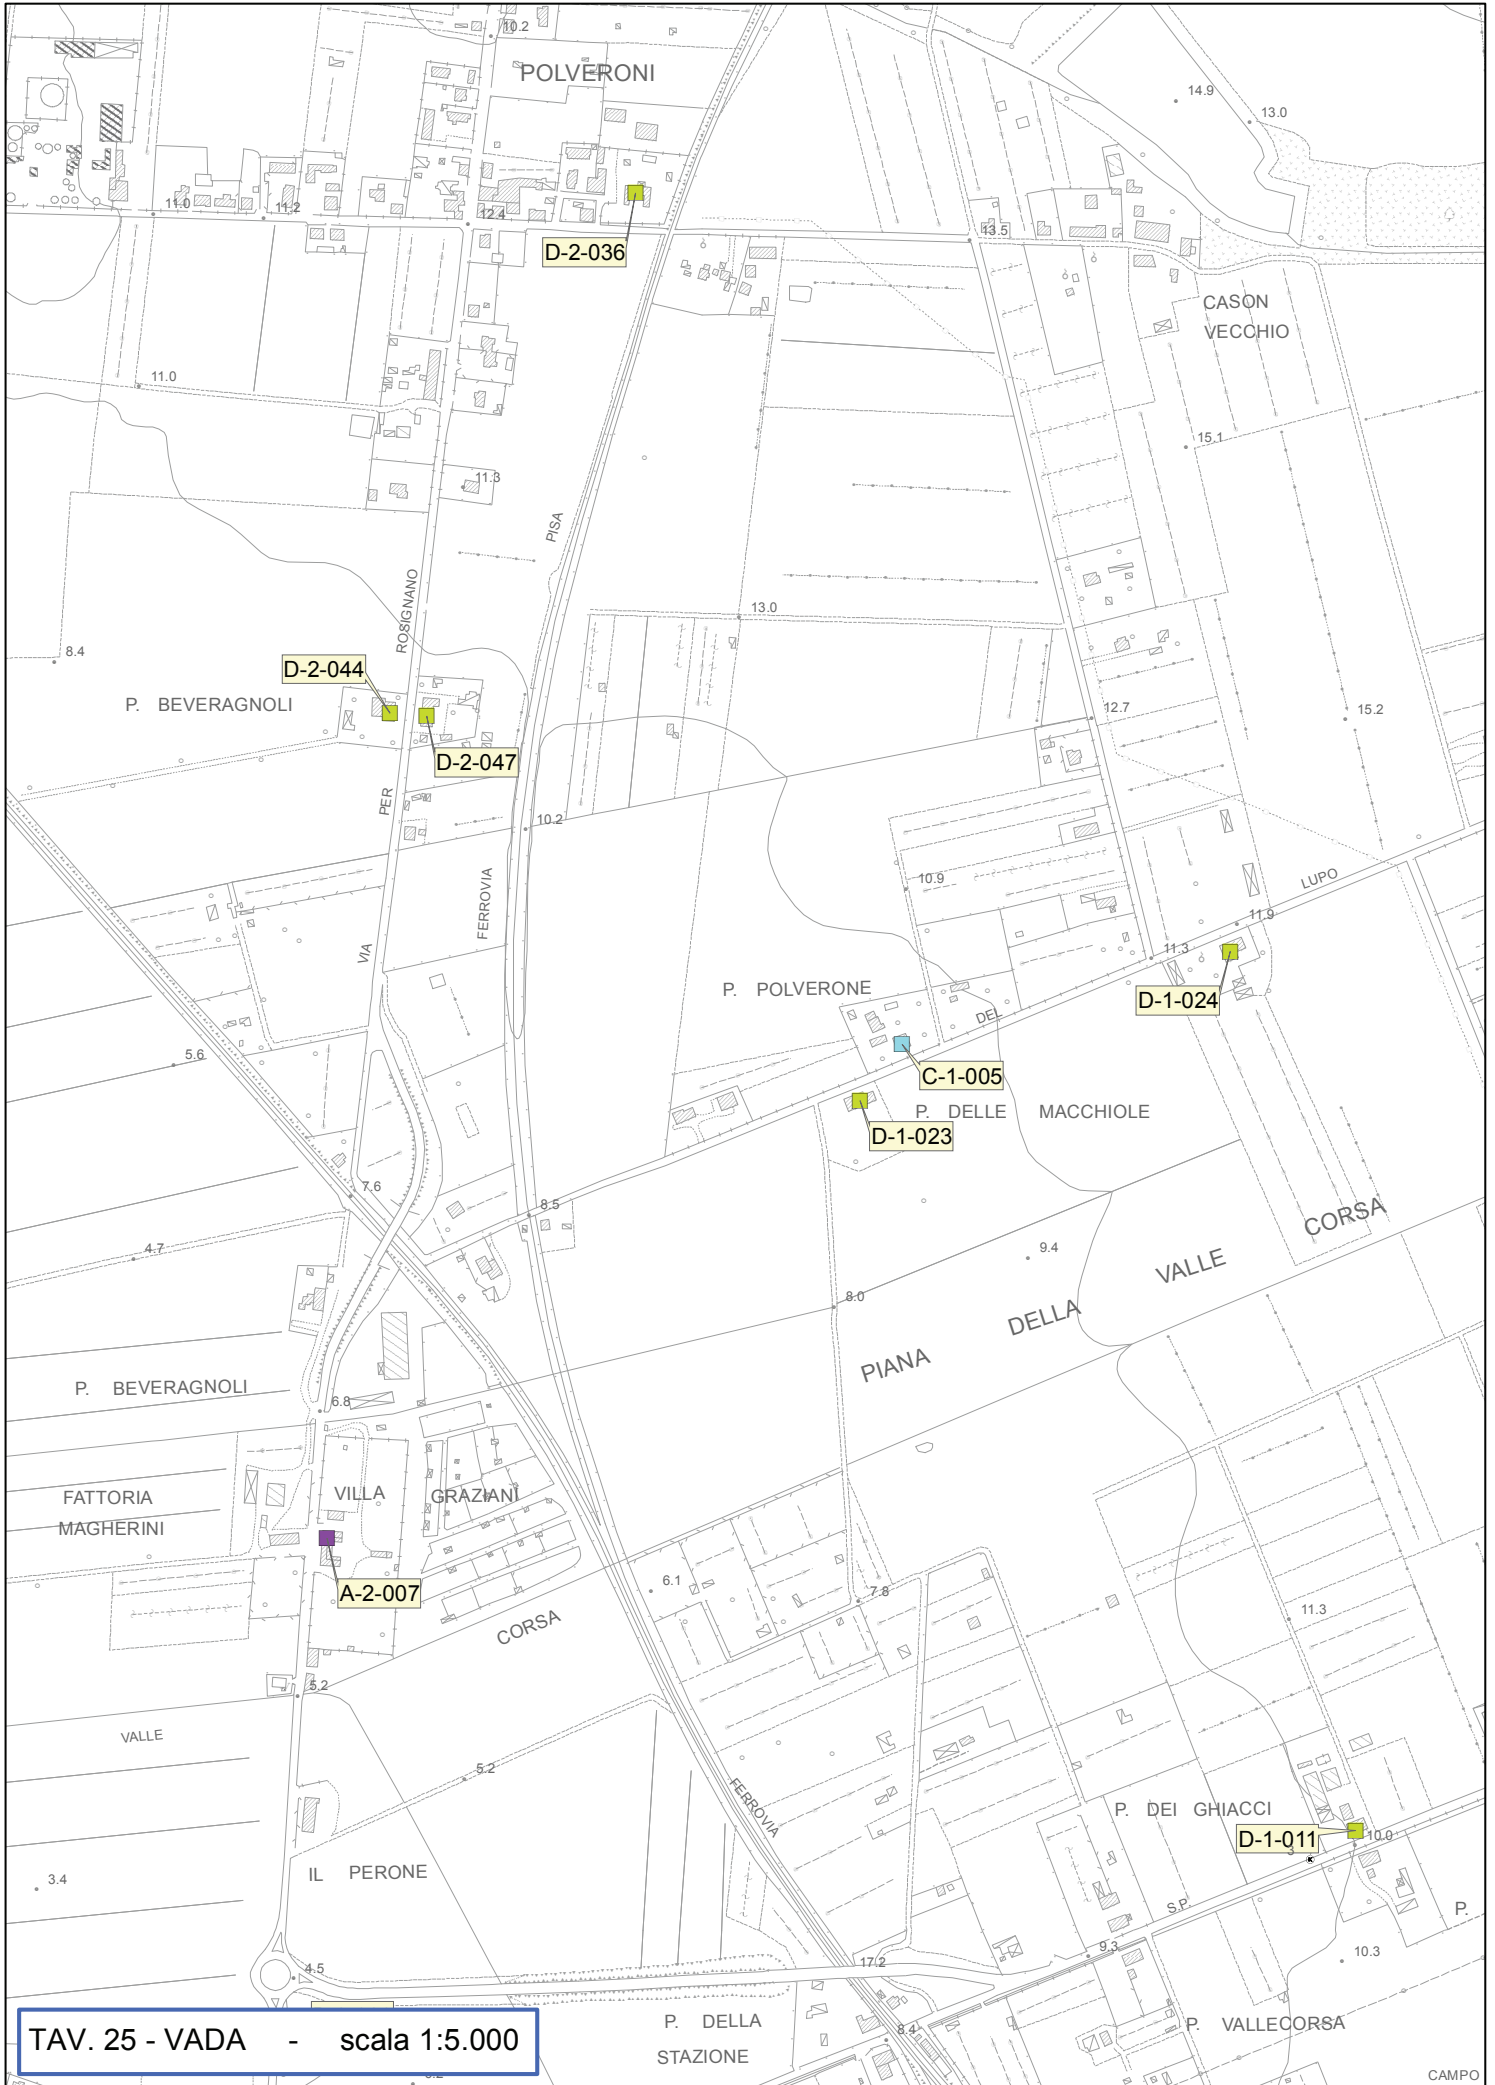 10.2
POLVERONI
14.9
13.0
11.0
11.2
12.4
13.5
D-2-036
CASON
VECCHIO
11.0
15.1
11.3
PISA
ROSIGNANO
13.0
8.4
D-2-044
P. BEVERAGNOLI
12.7
15.2
D-2-047
PER
10.2
10.9
LUPO
FERROVIA
11.9
VIA
11.3
P. POLVERONE
D-1-024
DEL
5.6
C-1-005
P. DELLE MACCHIOLE
D-1-023
7.6
8.5
CORSA
4.7
9.4
VALLE
8.0
DELLA
PIANA
P. BEVERAGNOLI
6.8
FATTORIA
MAGHERINI
VILLA GRAZIANI
A-2-007
6.1
7.8
11.3
CORSA
5.2
VALLE
5.2
FERROVIA
P. DEI GHIACCI
D-1-011
10.0
3
IL PERONE
3.4
S.P.
P.
9.3
10.3
17.2
4.5
P. DELLA
STAZIONE
8.4
P. VALLECORSA
TAV. 25 - VADA - scala 1:5.000
CAMPO